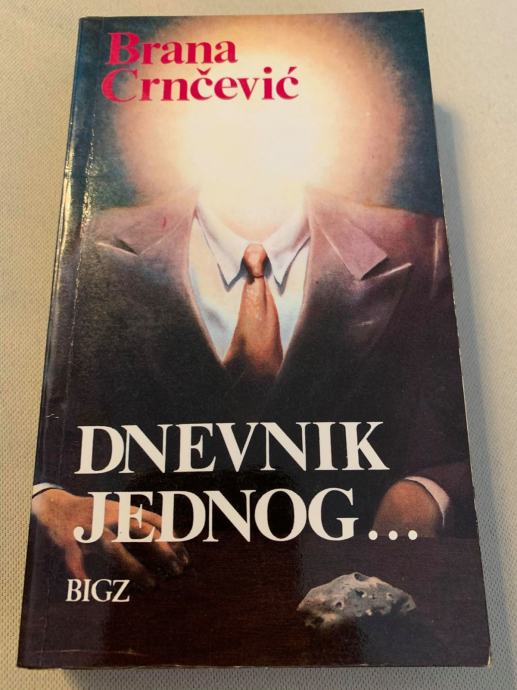 Brana
Crnčević
DNEVNIK
JEDNOG...
BIGZ